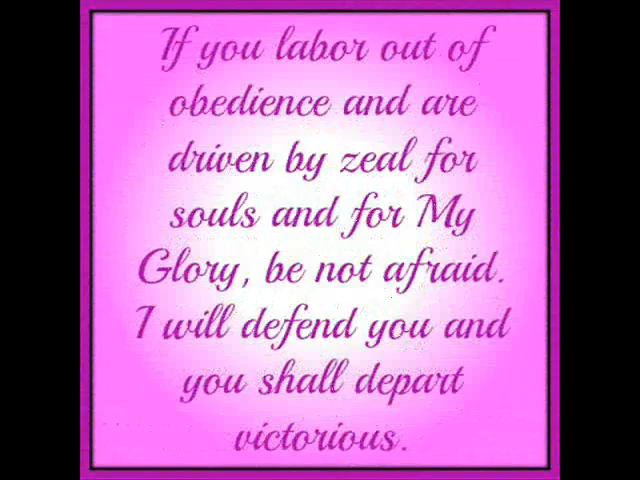 If you labor out of
obedience and are
driven by zeal for
souls and for My
Glory, be not afraid.
I will defend you and
you shall depart
victorious.